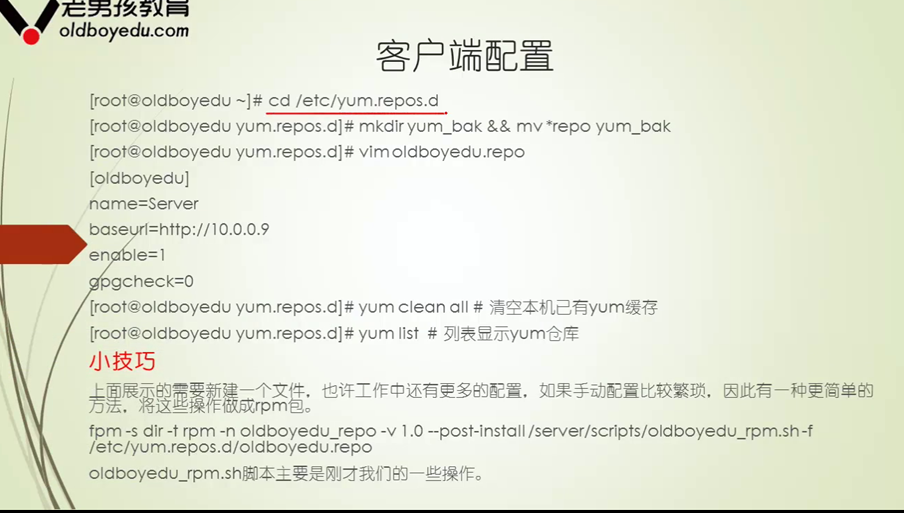 老男孩教育
oldboyedu.com
客户端配置
[root@oldboyedu ~]# cd /etc/yum.repos.d
[root@oldboyedu yum.repos.d]# mkdir yum_bak && mv *repo yum_bak
[root@oldboyedu yum.repos.d]# vim oldboyedu.repo
[oldboyedu]
name=Server
baseurl=http://10.0.0.9
enable=1
gpgcheck=0
[root@oldboyedu yum.repos.d]# yum clean all # 清空本机已有yum缓存
[root@oldboyedu yum.repos.d]# yum list # 列表显示yum仓库
小技巧
上面展示的需要新建一个文件，也许工作中还有更多的配置，如果手动配置比较繁琐，因此有一种更简单的
方法，将这些操作做成rpm包。
fpm -s dir -t rpm -n oldboyedu_repo -v 1.0 --post-install /server/scripts/oldboyedu_rpm.sh -f
/etc/yum.repos.d/oldboyedu.repo
oldboyedu_rpm.sh脚本主要是刚才我们的一些操作。